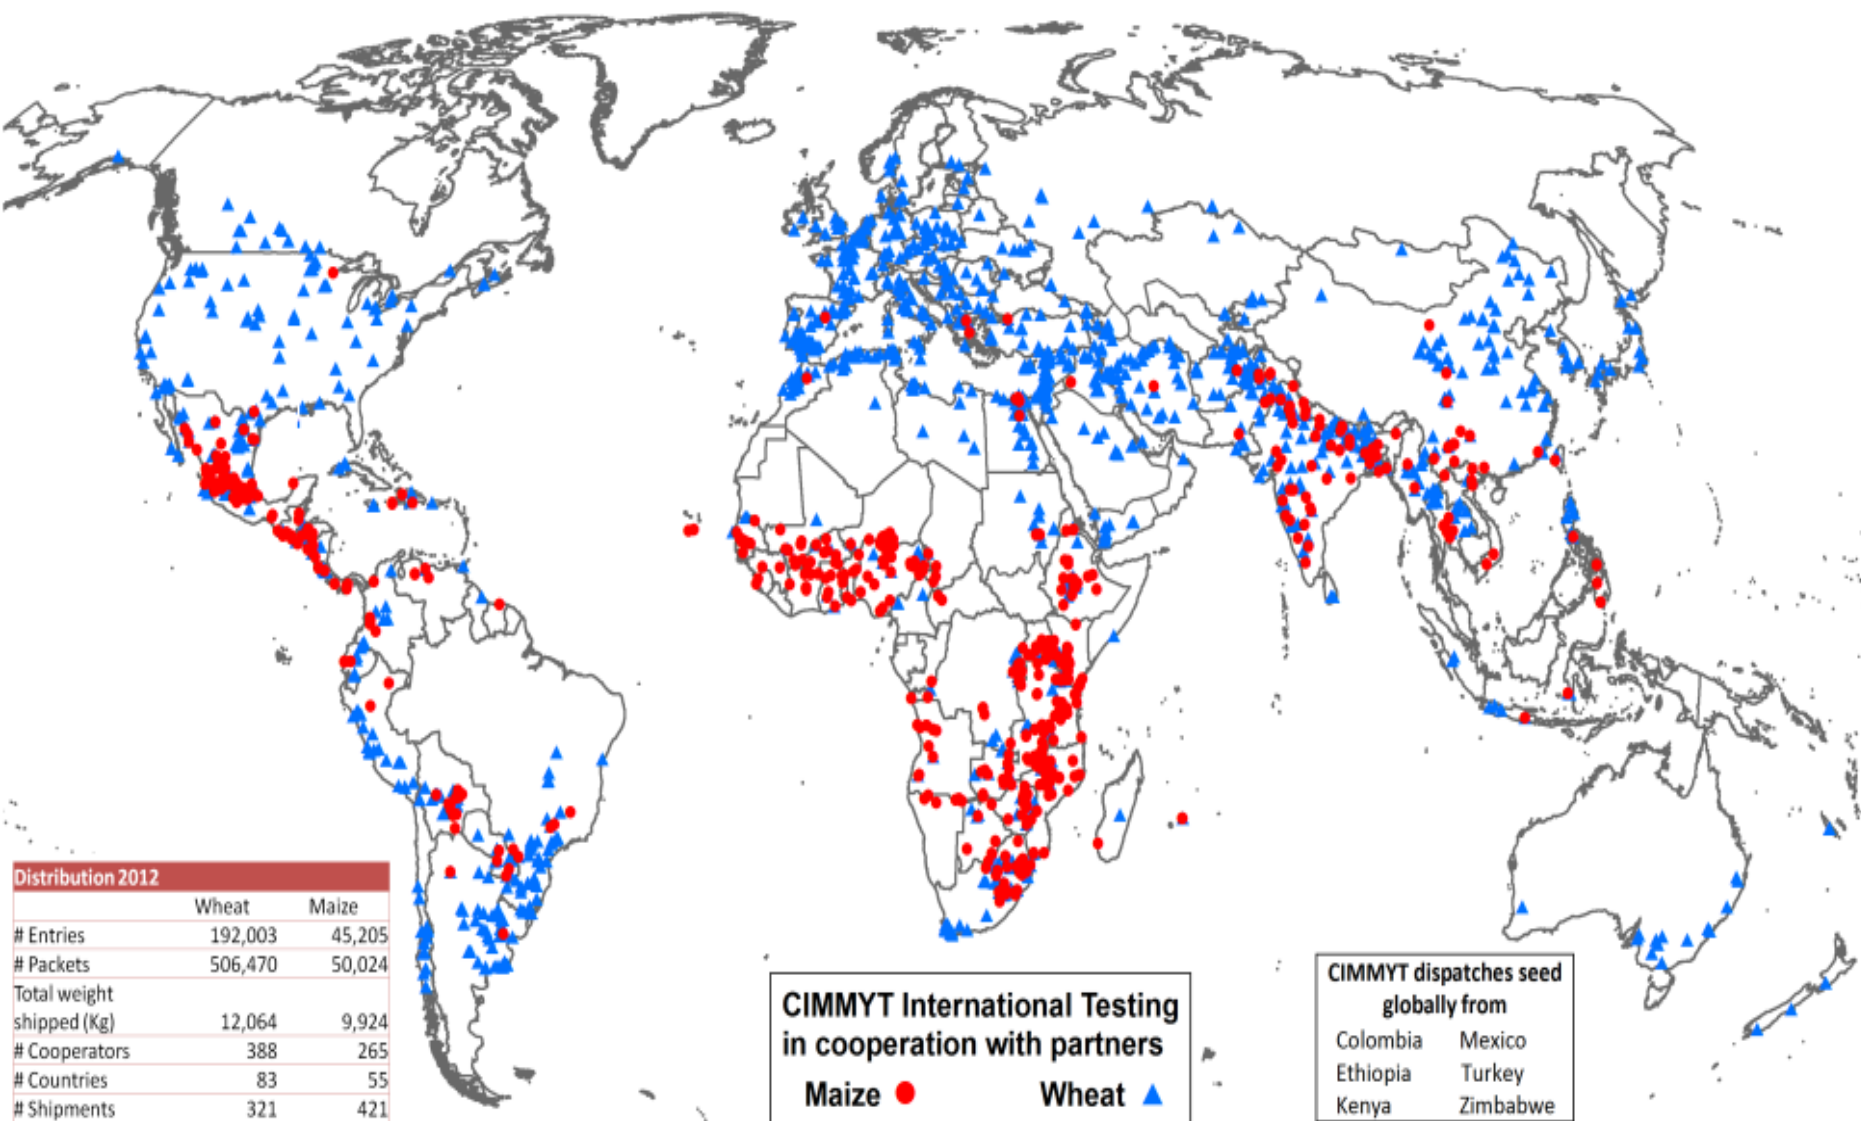 Distribution 2012
Wheat Maize
# Entries 192,003 45,205
# Packets 506,470 50,024
Total weight
shipped (Kg) 12,064 9,924
# Cooperators 388 265
# Countries 83 55
# Shipments 321 421
CIMMYT International Testing
in cooperation with partners
Maize Wheat
CIMMYT dispatches seed
globally from
Colombia Mexico
Ethiopia Turkey
Kenya Zimbabwe